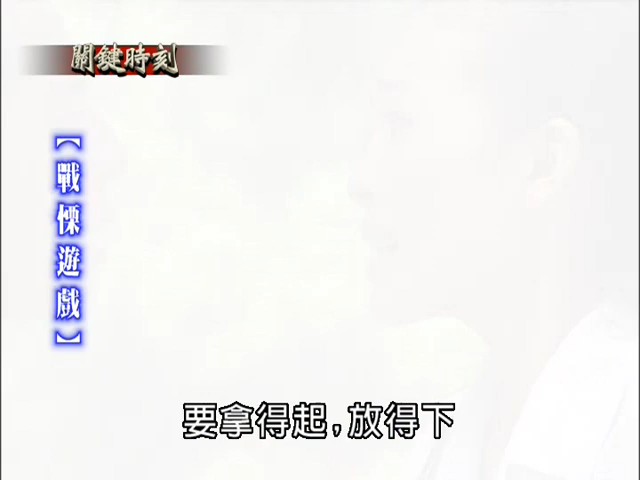 關鍵時刻
【戰慄遊戲】
要拿得起,放得下